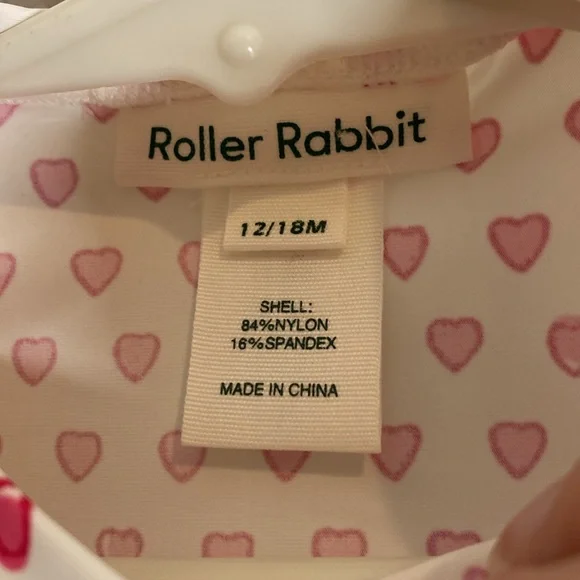 Roller Rabbit
12/18M
SHELL:
84%NYLON
16%SPANDEX
MADE IN CHINA